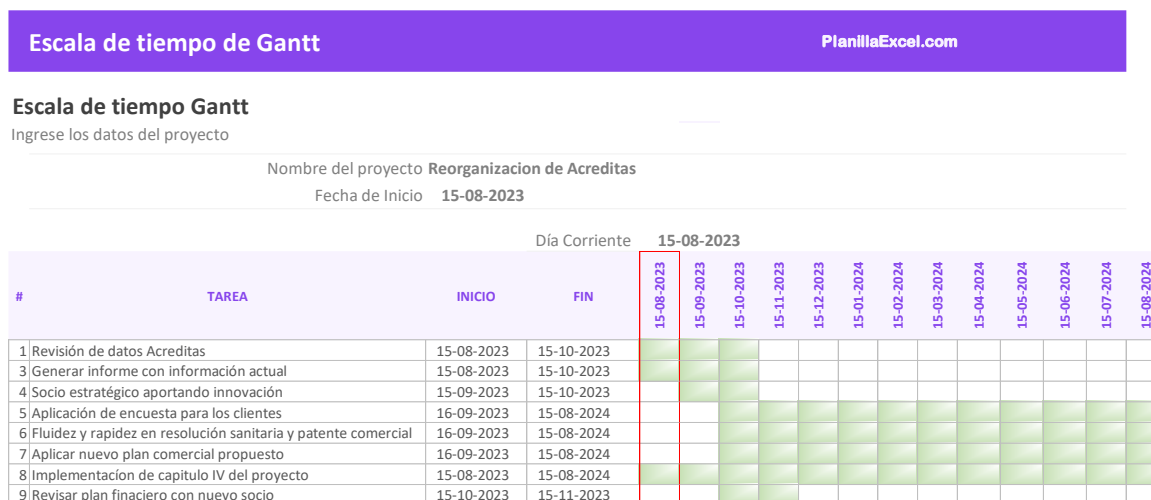 Escala de tiempo de Gantt PlanillaExcel.com
Escala de tiempo Gantt
Ingrese los datos del proyecto
Nombre del proyecto Reorganizacion de Acreditas
Fecha de Inicio 15-08-2023
Día Corriente 15-08-2023
# TAREA INICIO FIN 15-08-2023 15-09-2023 15-10-2023 15-11-2023 15-12-2023 15-01-2024 15-02-2024 15-03-2024 15-04-2024 15-05-2024 15-06-2024 15-07-2024 15-08-2024
1 Revisión de datos Acreditas 15-08-2023 15-10-2023
3 Generar informe con información actual 15-08-2023 15-10-2023
4 Socio estratégico aportando innovación 15-09-2023 15-10-2023
5 Aplicación de encuesta para los clientes 16-09-2023 15-08-2024
6 Fluidez y rapidez en resolución sanitaria y patente comercial 16-09-2023 15-08-2024
7 Aplicar nuevo plan comercial propuesto 16-09-2023 15-08-2024
8 Implementacíon de capitulo IV del proyecto 15-08-2023 15-08-2024
9 Revisar plan finaciero con nuevo socio 15-10-2023 15-11-2023